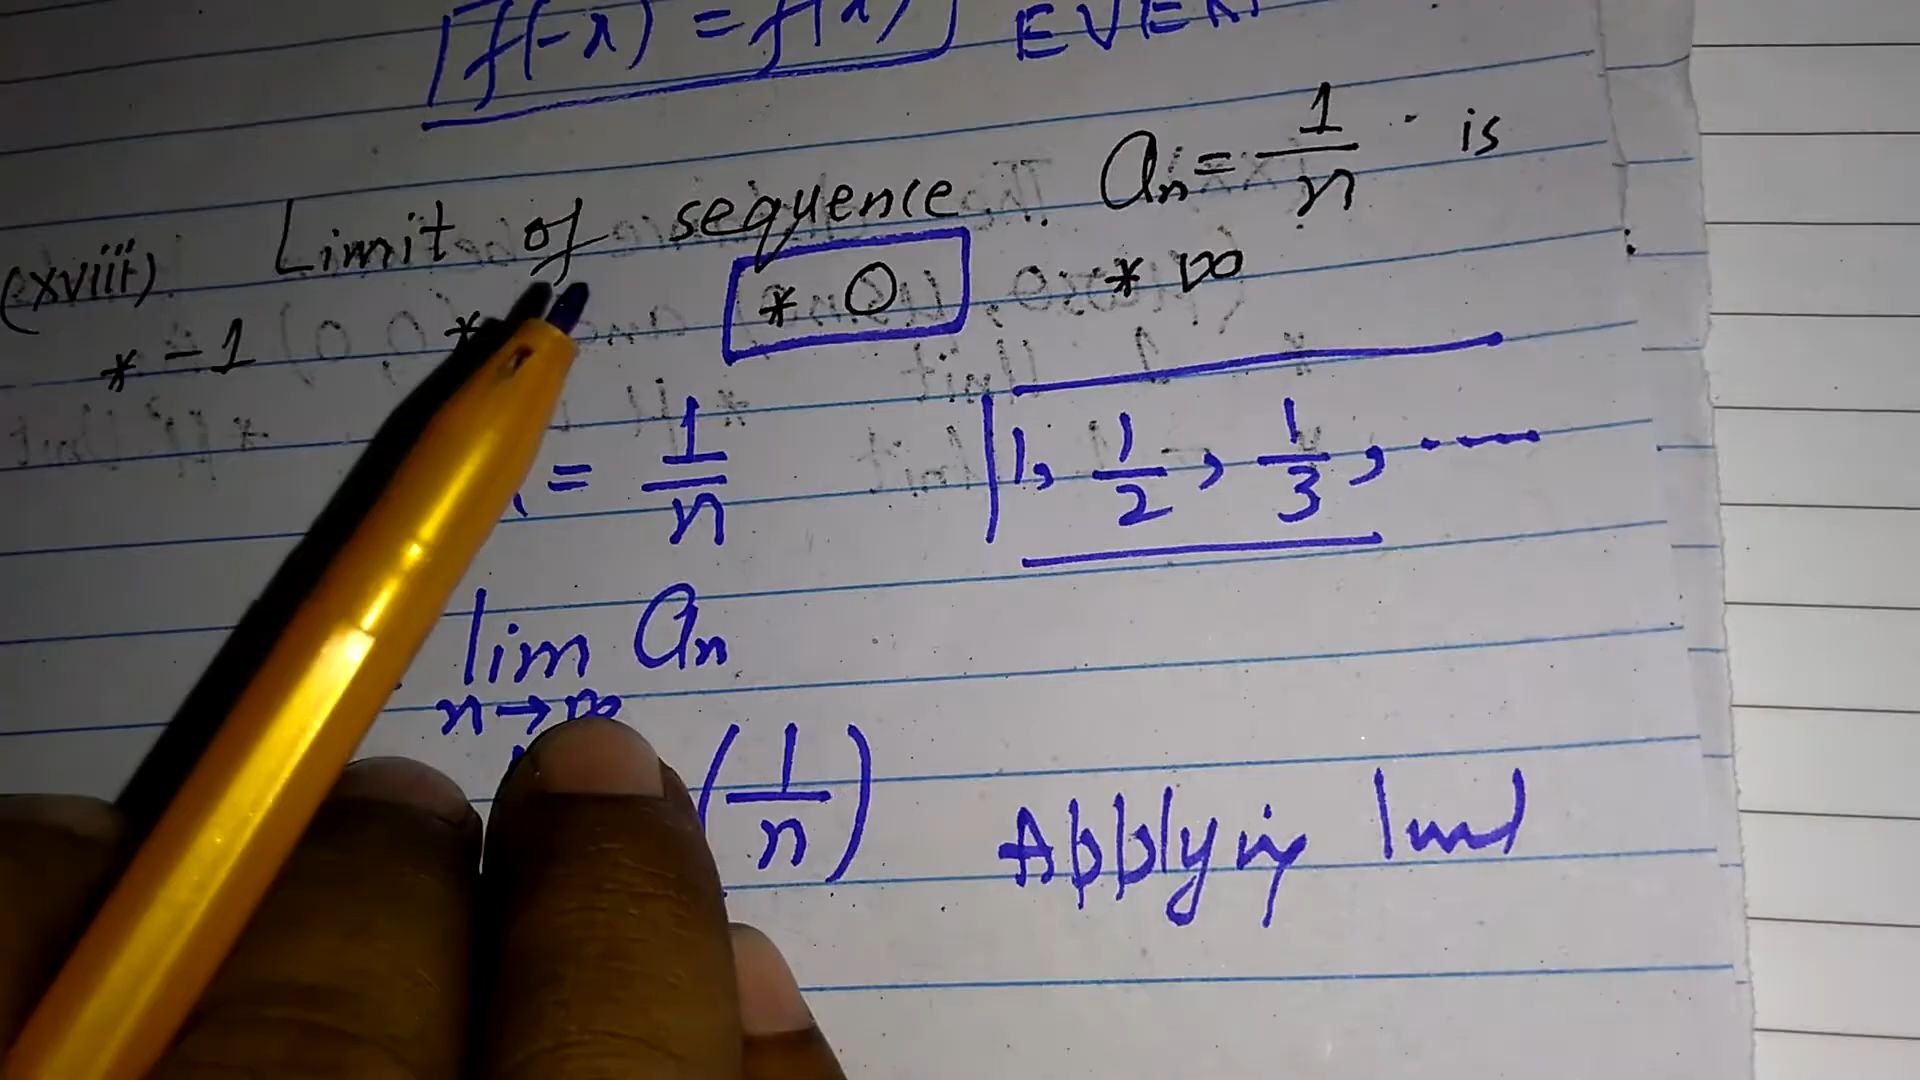 f(-x) = f(x) EVEN
(xviii) Limit of sequence aₙ = 1/n is
* -1 * * 0 * ∞
= 1/n | 1, 1/2, 1/3, ----
lim aₙ
n→∞
(1/n) Applying